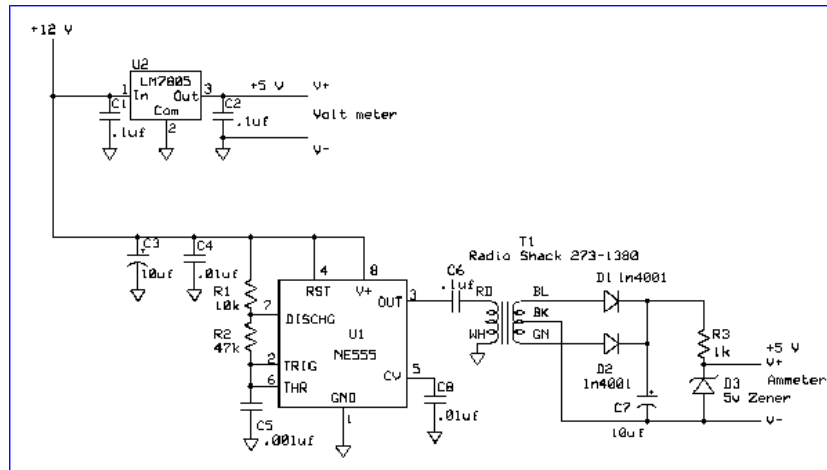 +12 V
U2
LM7805
1 In Out 3
Com
2
C1
.1uf
C2
.1uf
+5 V
V+
Volt meter
V-
C3
+
10uf
C4
.01uf
R1
10k
R2
47k
4
8
RST
V+
7
DISCHG
OUT
3
U1
NE555
2
TRIG
6
THR
CV
5
GND
1
C5
.001uf
C8
.01uf
C6
.1uf
T1
Radio Shack 273-1380
RD
WH
BL
BK
GN
D1 1n4001
D2
1n4001
C7
+
10uf
R3
1k
+5 V
V+
Ammeter
D3
5v Zener
V-